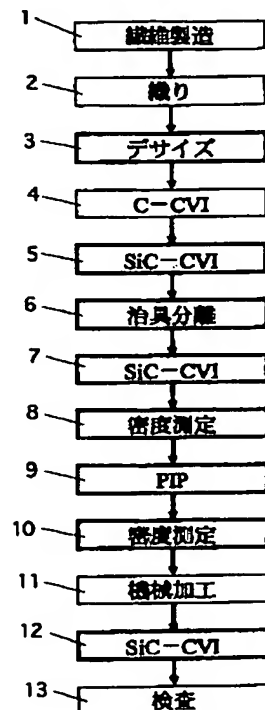 1 繊維製造
2 織り
3 デサイズ
4 C-CVI
5 SiC-CVI
6 治具分離
7 SiC-CVI
8 密度測定
9 PIP
10 密度測定
11 機械加工
12 SiC-CVI
13 検査